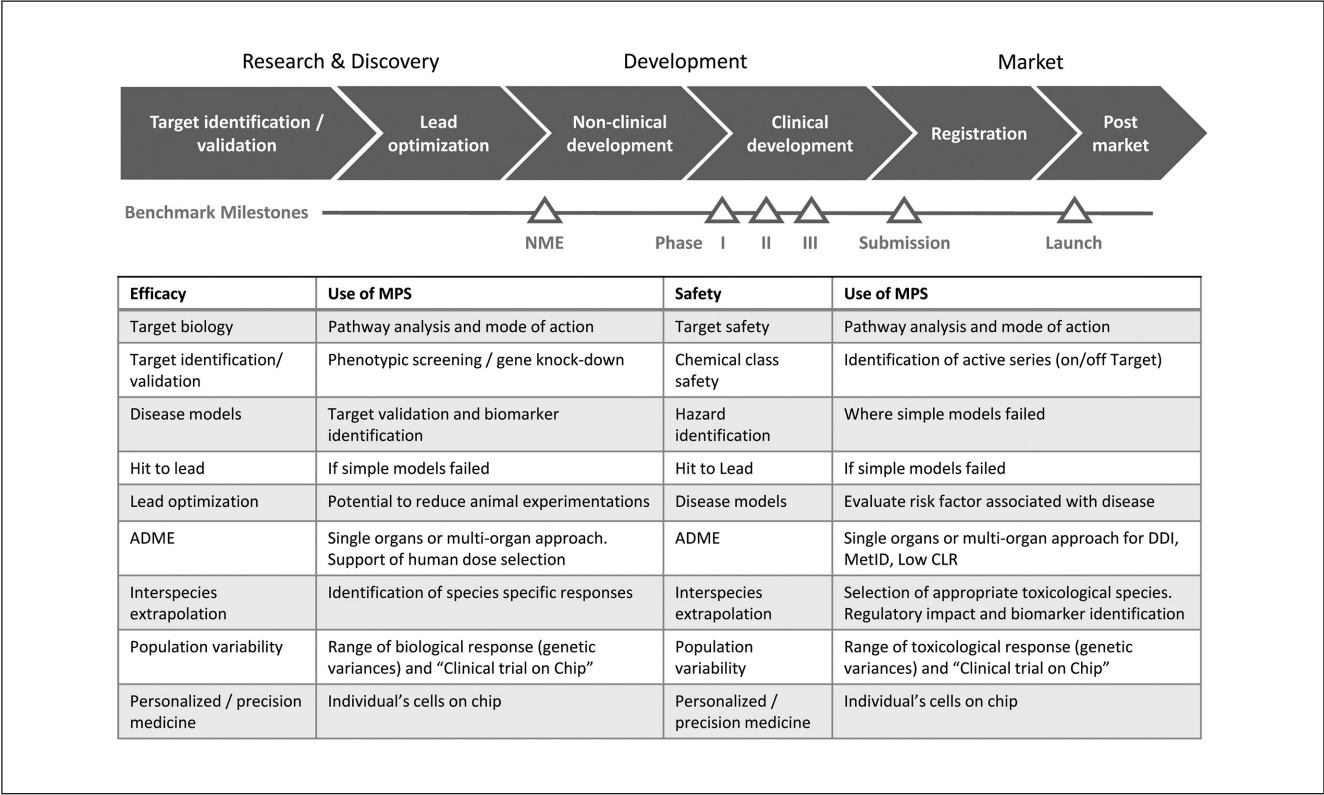 Research & Discovery
Development
Market
Target identification /
validation
Lead
optimization
Non-clinical
development
Clinical
development
Registration
Post
market
Benchmark Milestones
NME
Phase I II III
Submission
Launch
Efficacy
Use of MPS
Safety
Use of MPS
Target biology
Pathway analysis and mode of action
Target safety
Pathway analysis and mode of action
Target identification/
validation
Phenotypic screening / gene knock-down
Chemical class
safety
Identification of active series (on/off Target)
Disease models
Target validation and biomarker
identification
Hazard
identification
Where simple models failed
Hit to lead
If simple models failed
Hit to Lead
If simple models failed
Lead optimization
Potential to reduce animal experimentations
Disease models
Evaluate risk factor associated with disease
ADME
Single organs or multi-organ approach.
Support of human dose selection
ADME
Single organs or multi-organ approach for DDI,
MetID, Low CLR
Interspecies
extrapolation
Identification of species specific responses
Interspecies
extrapolation
Selection of appropriate toxicological species.
Regulatory impact and biomarker identification
Population variability
Range of biological response (genetic
variances) and “Clinical trial on Chip”
Population
variability
Range of toxicological response (genetic
variances) and “Clinical trial on Chip”
Personalized / precision
medicine
Individual’s cells on chip
Personalized /
precision medicine
Individual’s cells on chip